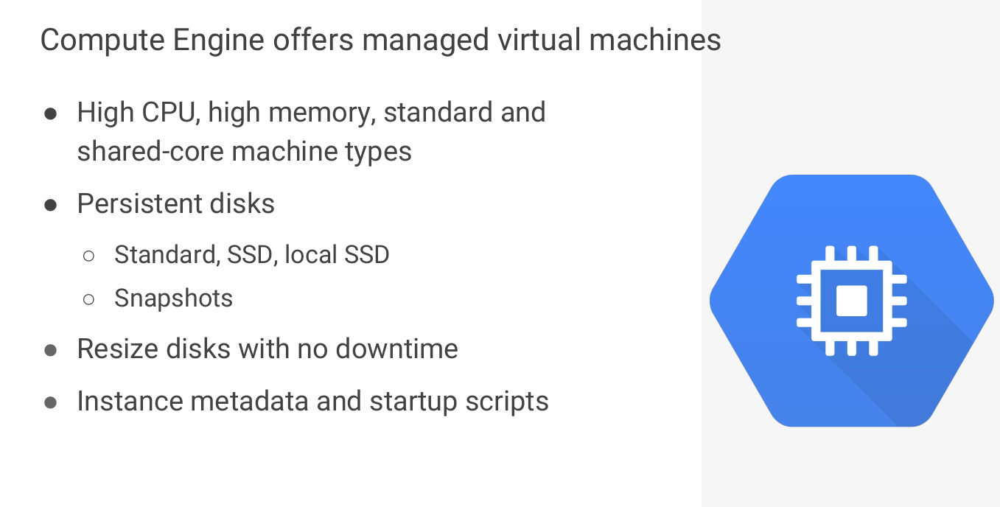 Compute Engine offers managed virtual machines
● High CPU, high memory, standard and
shared-core machine types
● Persistent disks
○ Standard, SSD, local SSD
○ Snapshots
● Resize disks with no downtime
● Instance metadata and startup scripts